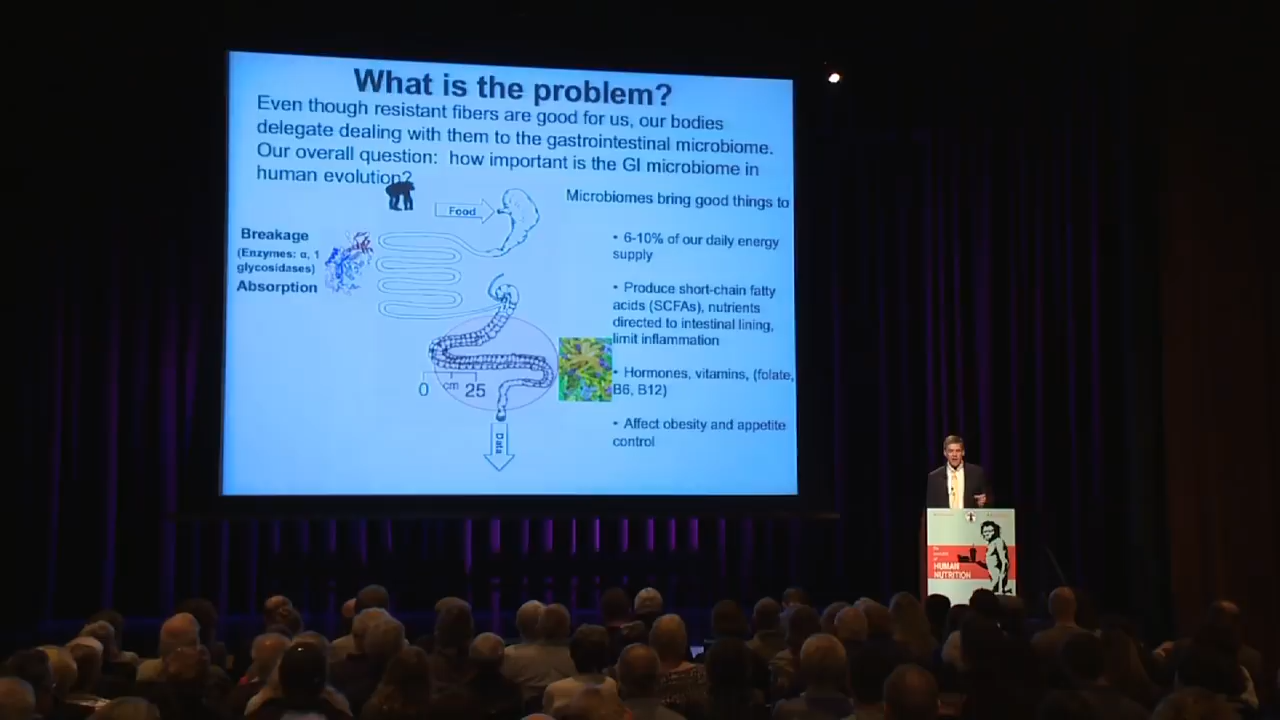 What is the problem?
Even though resistant fibers are good for us, our bodies
delegate dealing with them to the gastrointestinal microbiome.
Our overall question: how important is the GI microbiome in
human evolution?
Food
Microbiomes bring good things to
Breakage
(Enzymes: α, 1
glycosidases)
Absorption
• 6-10% of our daily energy
supply
• Produce short-chain fatty
acids (SCFAs), nutrients
directed to intestinal lining,
limit inflammation
• Hormones, vitamins, (folate,
B6, B12)
• Affect obesity and appetite
control
0 cm 25
Data
HUMAN
NUTRITION